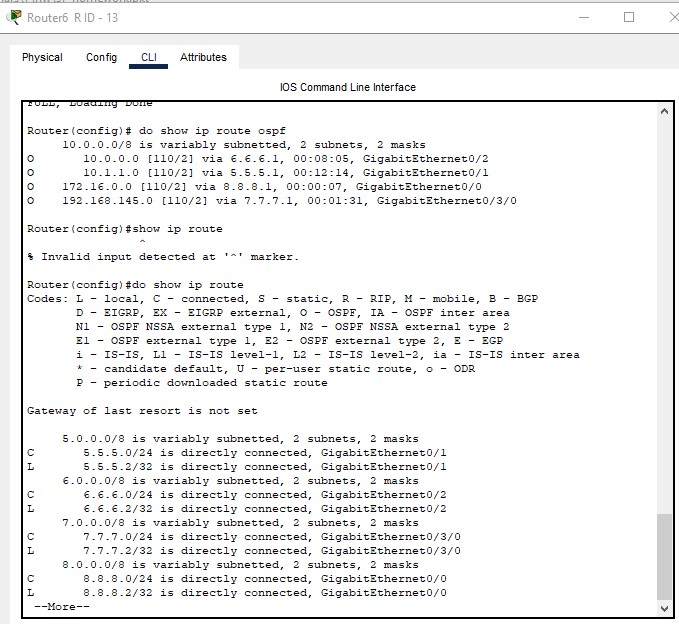 Router6 R ID - 13
Physical Config CLI Attributes
IOS Command Line Interface
FULL, Loading Done
Router(config)# do show ip route ospf
10.0.0.0/8 is variably subnetted, 2 subnets, 2 masks
O 10.0.0.0 [110/2] via 6.6.6.1, 00:08:05, GigabitEthernet0/2
O 10.1.1.0 [110/2] via 5.5.5.1, 00:12:14, GigabitEthernet0/1
O 172.16.0.0 [110/2] via 8.8.8.1, 00:00:07, GigabitEthernet0/0
O 192.168.145.0 [110/2] via 7.7.7.1, 00:01:31, GigabitEthernet0/3/0
Router(config)#show ip route
^
% Invalid input detected at '^' marker.
Router(config)#do show ip route
Codes: L - local, C - connected, S - static, R - RIP, M - mobile, B - BGP
D - EIGRP, EX - EIGRP external, O - OSPF, IA - OSPF inter area
N1 - OSPF NSSA external type 1, N2 - OSPF NSSA external type 2
E1 - OSPF external type 1, E2 - OSPF external type 2, E - EGP
i - IS-IS, L1 - IS-IS level-1, L2 - IS-IS level-2, ia - IS-IS inter area
* - candidate default, U - per-user static route, o - ODR
P - periodic downloaded static route
Gateway of last resort is not set
5.0.0.0/8 is variably subnetted, 2 subnets, 2 masks
C 5.5.5.0/24 is directly connected, GigabitEthernet0/1
L 5.5.5.2/32 is directly connected, GigabitEthernet0/1
6.0.0.0/8 is variably subnetted, 2 subnets, 2 masks
C 6.6.6.0/24 is directly connected, GigabitEthernet0/2
L 6.6.6.2/32 is directly connected, GigabitEthernet0/2
7.0.0.0/8 is variably subnetted, 2 subnets, 2 masks
C 7.7.7.0/24 is directly connected, GigabitEthernet0/3/0
L 7.7.7.2/32 is directly connected, GigabitEthernet0/3/0
8.0.0.0/8 is variably subnetted, 2 subnets, 2 masks
C 8.8.8.0/24 is directly connected, GigabitEthernet0/0
L 8.8.8.2/32 is directly connected, GigabitEthernet0/0
--More--